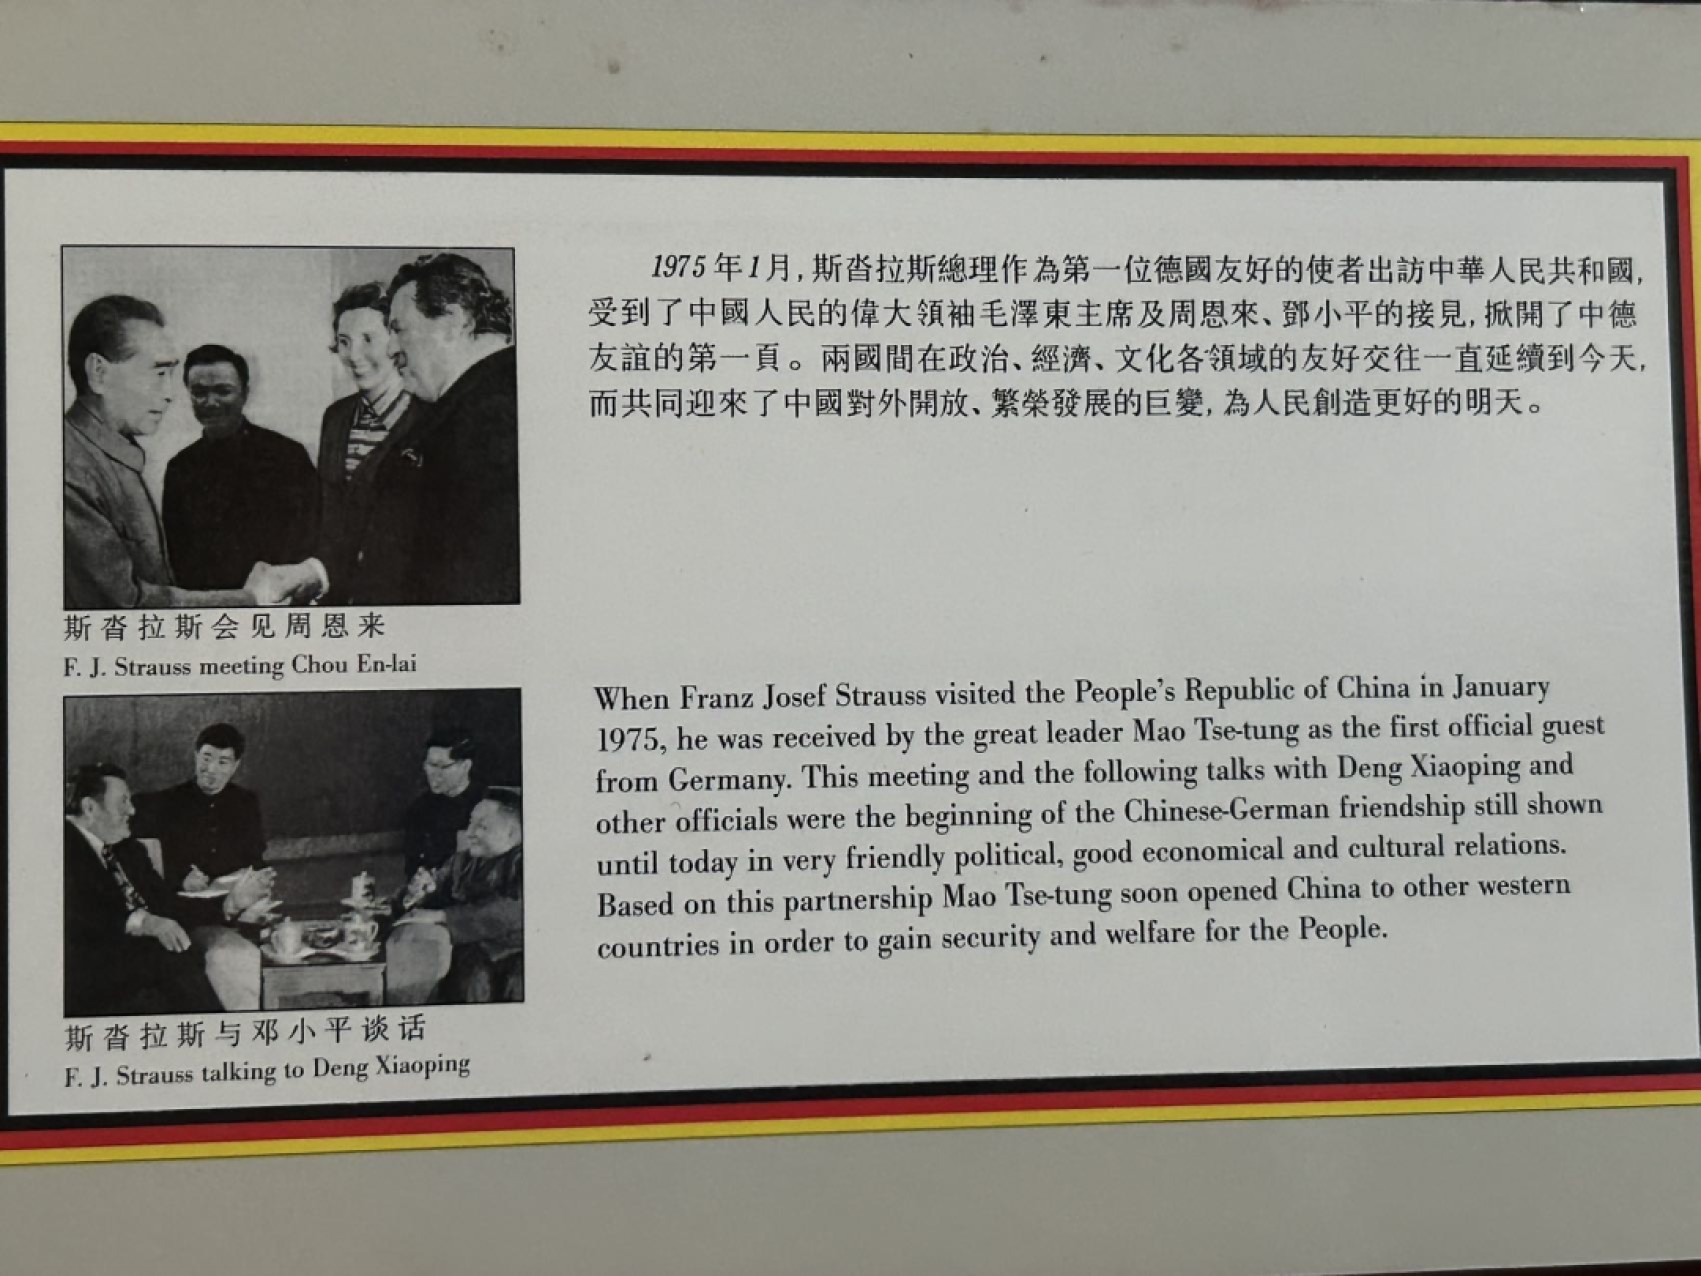 斯沓拉斯会见周恩来
F. J. Strauss meeting Chou En-lai
斯沓拉斯与邓小平谈话
F. J. Strauss talking to Deng Xiaoping
1975年1月,斯沓拉斯總理作為第一位德國友好的使者出訪中華人民共和國,
受到了中國人民的偉大領袖毛澤東主席及周恩來、鄧小平的接見,掀開了中德
友誼的第一頁。兩國間在政治、經濟、文化各領域的友好交往一直延續到今天,
而共同迎來了中國對外開放、繁榮發展的巨變,為人民創造更好的明天。
When Franz Josef Strauss visited the People's Republic of China in January
1975, he was received by the great leader Mao Tse-tung as the first official guest
from Germany. This meeting and the following talks with Deng Xiaoping and
other officials were the beginning of the Chinese-German friendship still shown
until today in very friendly political, good economical and cultural relations.
Based on this partnership Mao Tse-tung soon opened China to other western
countries in order to gain security and welfare for the People.